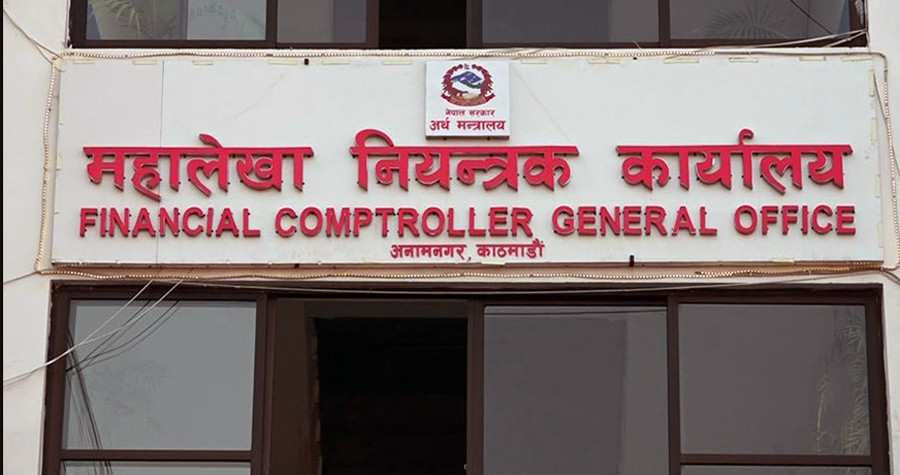 नेपाल सरकार
अर्थ मन्त्रालय
महालेखा नियन्त्रक कार्यालय
FINANCIAL COMPTROLLER GENERAL OFFICE
अनामनगर, काठमाडौं